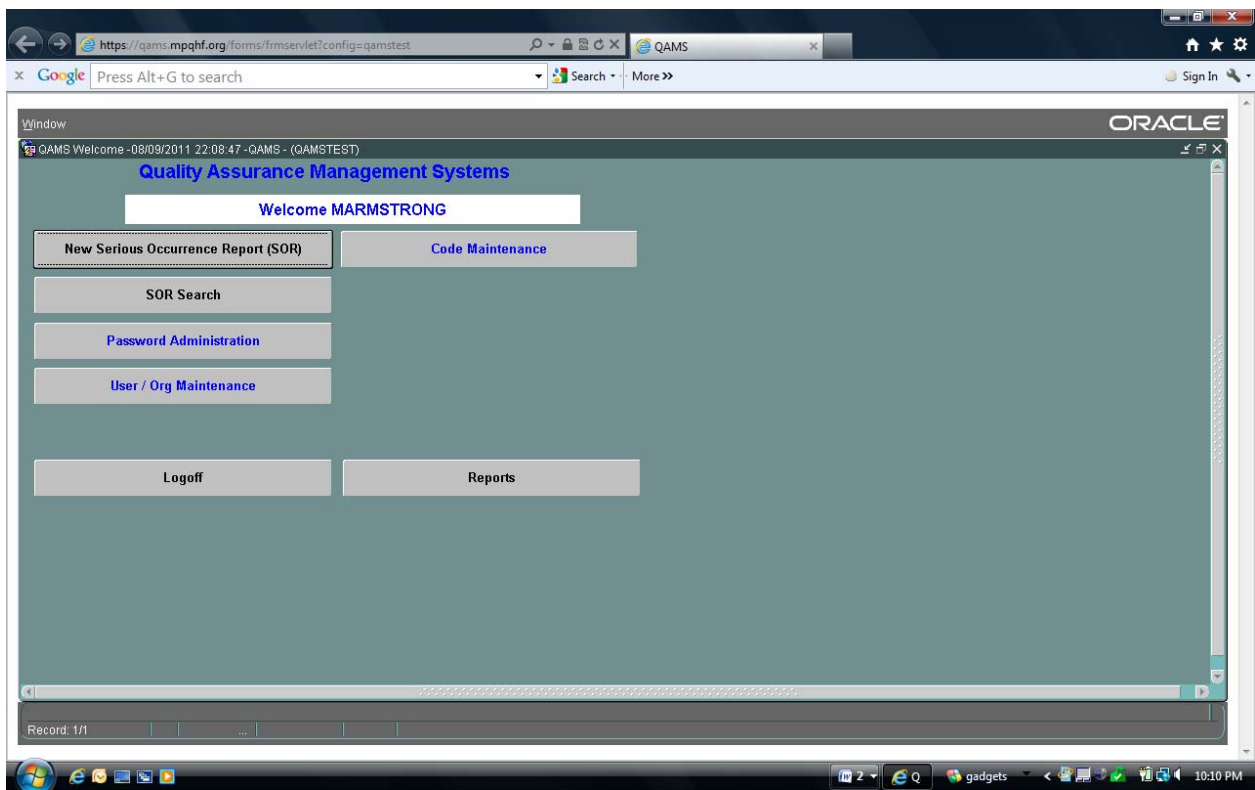 https://qams.mpqhf.org/forms/frmservlet?config=qamstest QAMS
Google Press Alt+G to search Search More >> Sign In
Window ORACLE
QAMS Welcome -08/09/2011 22:08:47 -QAMS - (QAMSTEST)
Quality Assurance Management Systems
Welcome MARMSTRONG
New Serious Occurrence Report (SOR) Code Maintenance
SOR Search
Password Administration
User / Org Maintenance
Logoff Reports
Record: 1/1 ...
2 Q gadgets 10:10 PM